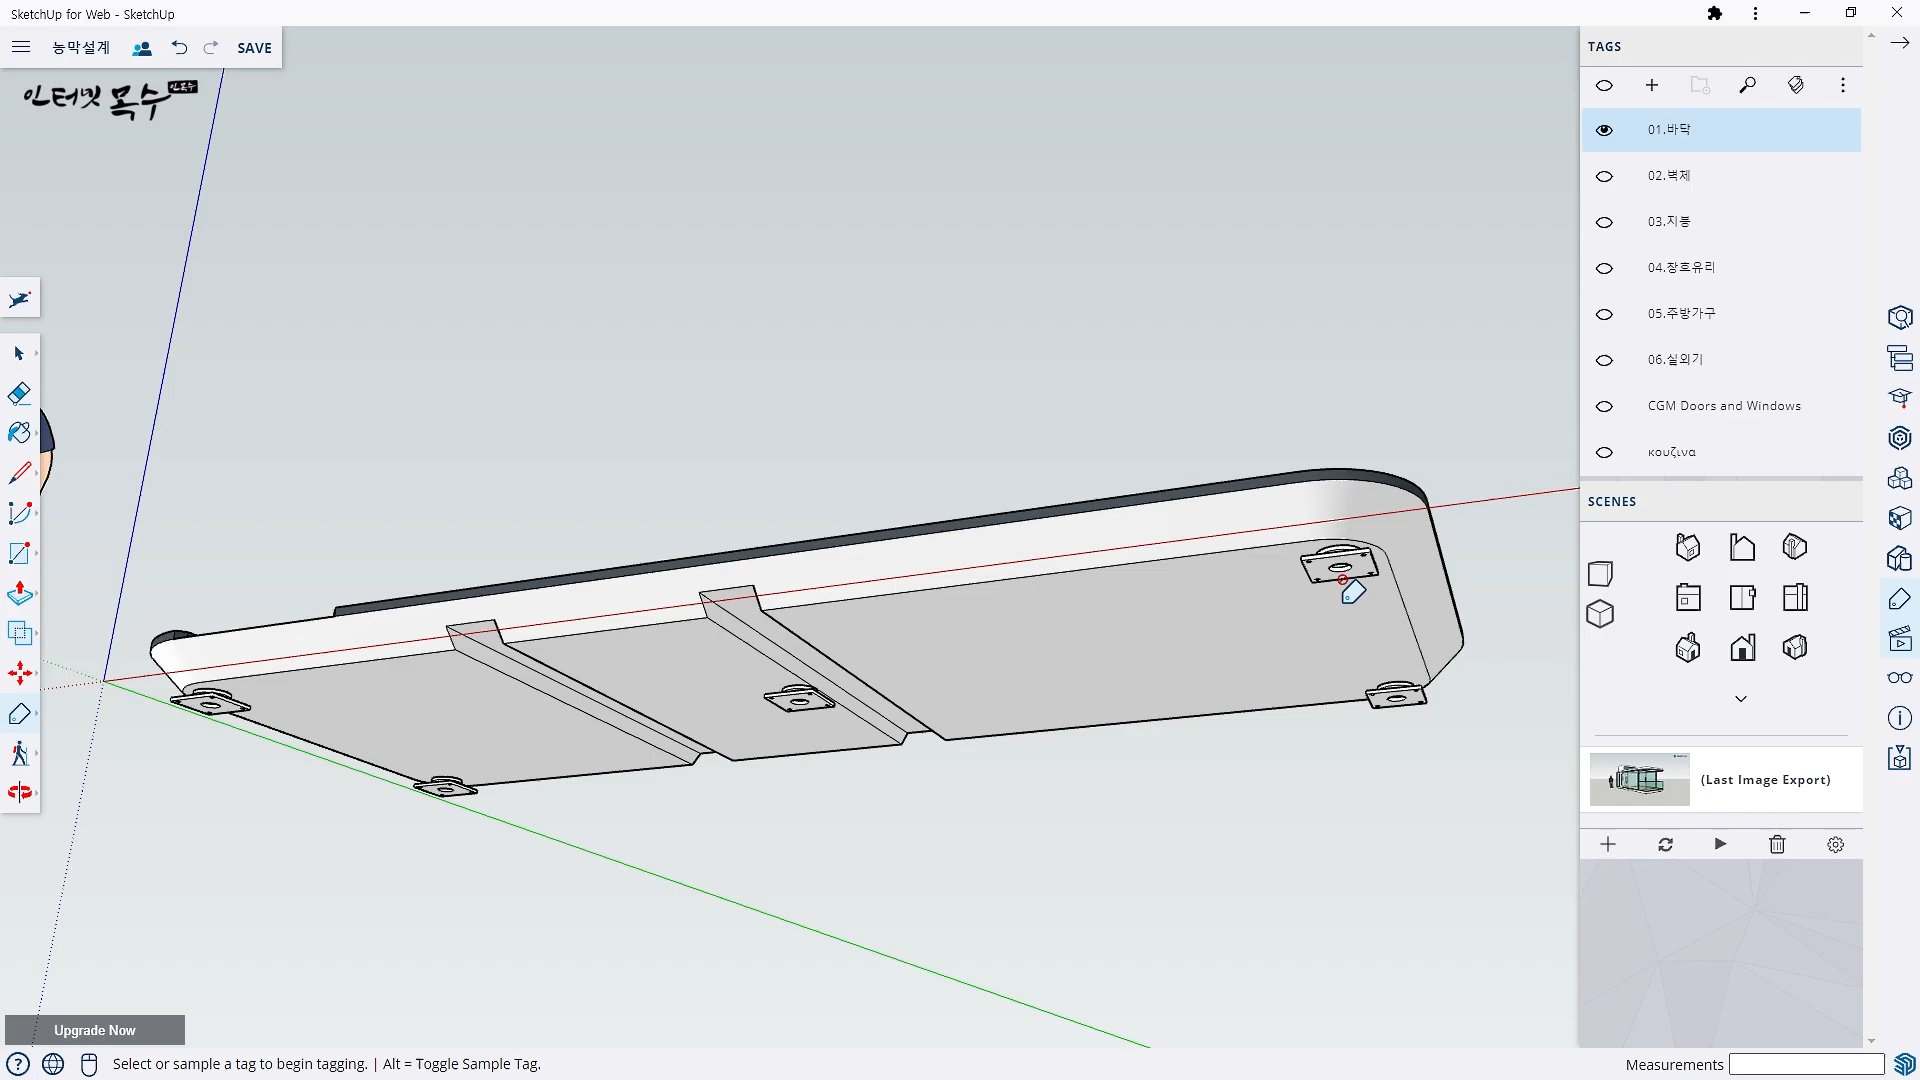 SketchUp for Web - SketchUp
농막설계
SAVE
인터넷 목수 인목수
TAGS
01.바닥
02.벽체
03.지붕
04.창호유리
05.주방가구
06.실외기
CGM Doors and Windows
κουζινα
SCENES
(Last Image Export)
Upgrade Now
Select or sample a tag to begin tagging. | Alt = Toggle Sample Tag.
Measurements